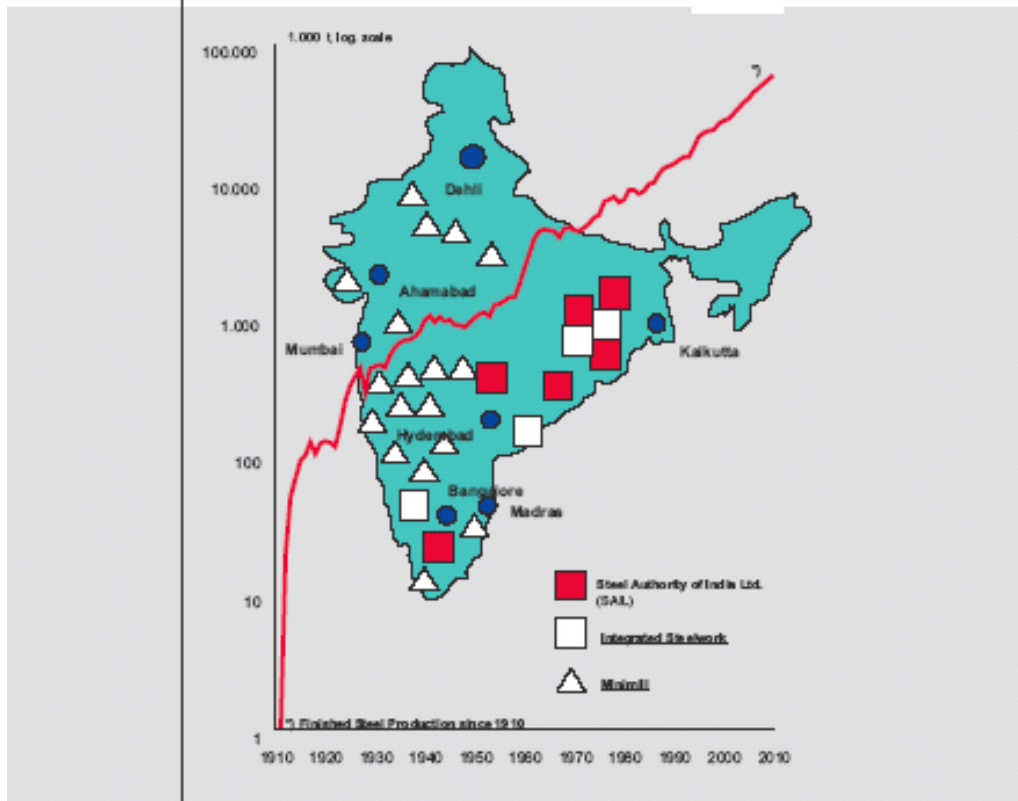 1.000 t, log. scale
100.000
*)
10.000
Dehli
Ahamabad
1.000
Mumbai
Kalkutta
Hyderabad
100
Bangalore
Madras
Steel Authority of India Ltd.
(SAIL)
10
Integrated Steelwork
Minimill
*) Finished Steel Production since 1910
1
1910 1920 1930 1940 1950 1960 1970 1980 1990 2000 2010